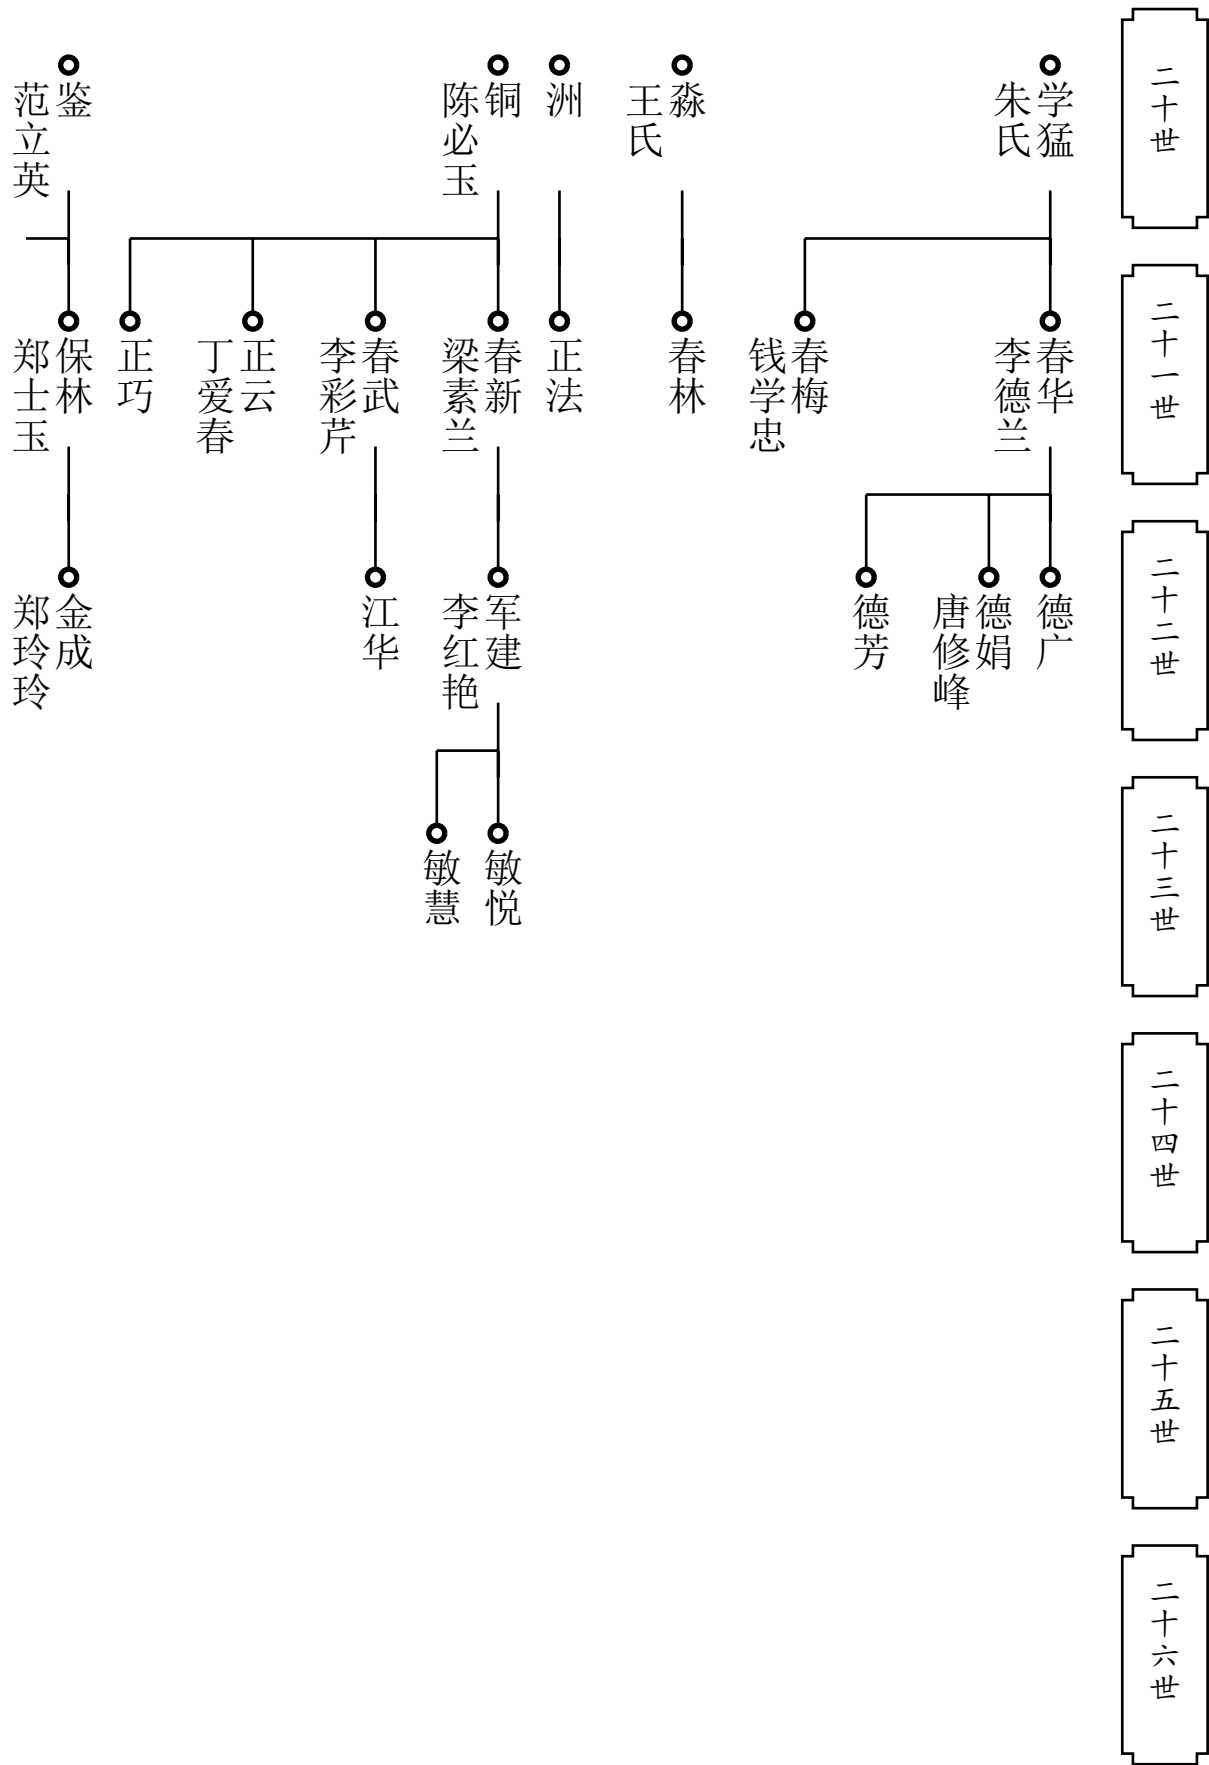 二十世
学猛
朱氏
淼
王氏
洲
铜
陈必玉
鉴
范立英
二十一世
春华
李德兰
春梅
钱学忠
春林
正法
春新
梁素兰
春武
李彩芹
正云
丁爱春
正巧
保林
郑士玉
二十二世
德广
德娟
唐修峰
德芳
军建
李红艳
江华
金成
郑玲玲
二十三世
敏悦
敏慧
二十四世
二十五世
二十六世